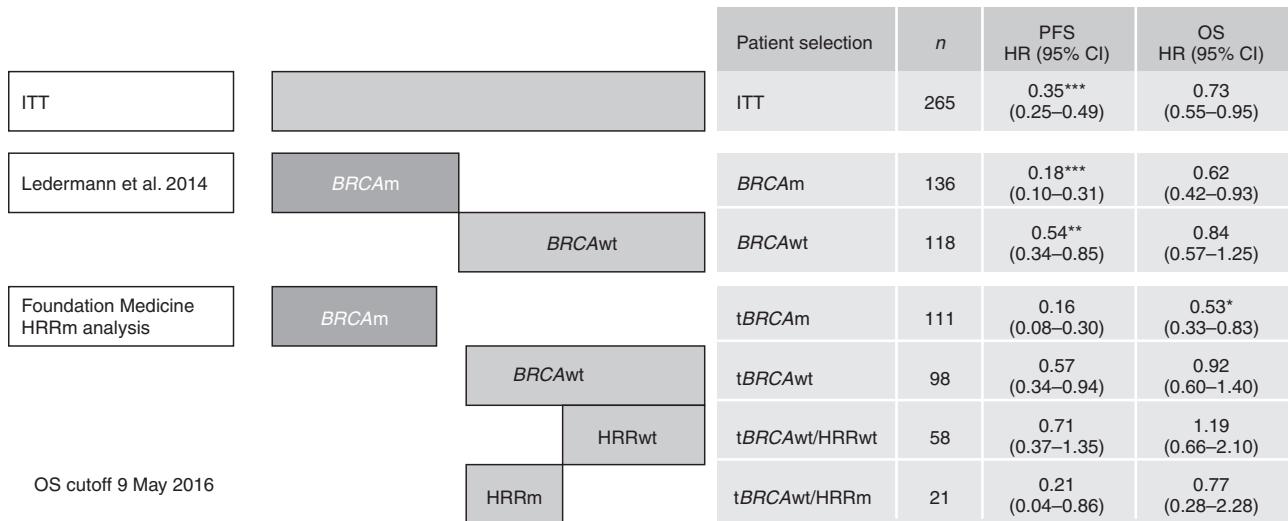 Patient selection n PFS OS
HR (95% CI) HR (95% CI)
ITT ITT 265 0.35*** 0.73
(0.25–0.49) (0.55–0.95)
Ledermann et al. 2014 BRCAm BRCAm 136 0.18*** 0.62
(0.10–0.31) (0.42–0.93)
BRCAwt BRCAwt 118 0.54** 0.84
(0.34–0.85) (0.57–1.25)
Foundation Medicine
HRRm analysis BRCAm tBRCAm 111 0.16 0.53*
(0.08–0.30) (0.33–0.83)
BRCAwt tBRCAwt 98 0.57 0.92
(0.34–0.94) (0.60–1.40)
HRRwt tBRCAwt/HRRwt 58 0.71 1.19
(0.37–1.35) (0.66–2.10)
OS cutoff 9 May 2016 HRRm tBRCAwt/HRRm 21 0.21 0.77
(0.04–0.86) (0.28–2.28)